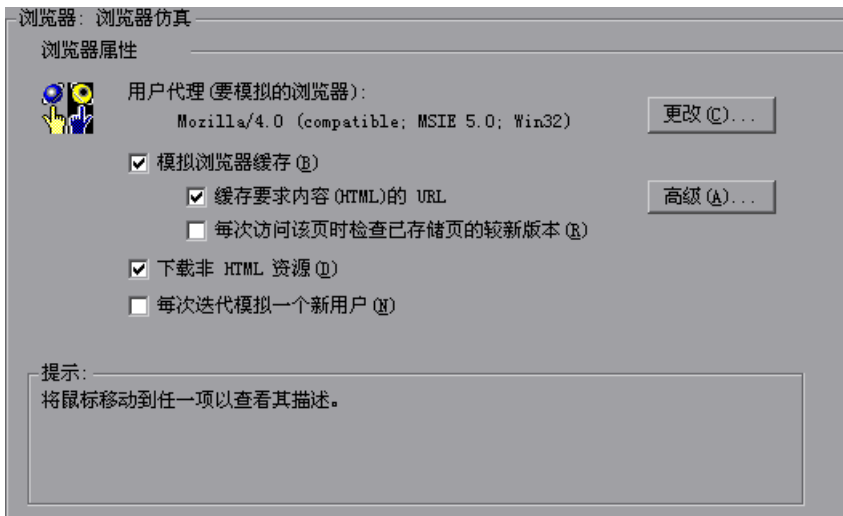 浏览器: 浏览器仿真
浏览器属性
用户代理(要模拟的浏览器):
Mozilla/4.0 (compatible; MSIE 5.0; Win32)
更改(C)...
模拟浏览器缓存(B)
缓存要求内容(HTML)的 URL
高级(A)...
每次访问该页时检查已存储页的较新版本(R)
下载非 HTML 资源(D)
每次迭代模拟一个新用户(N)
提示:
将鼠标移动到任一项以查看其描述。